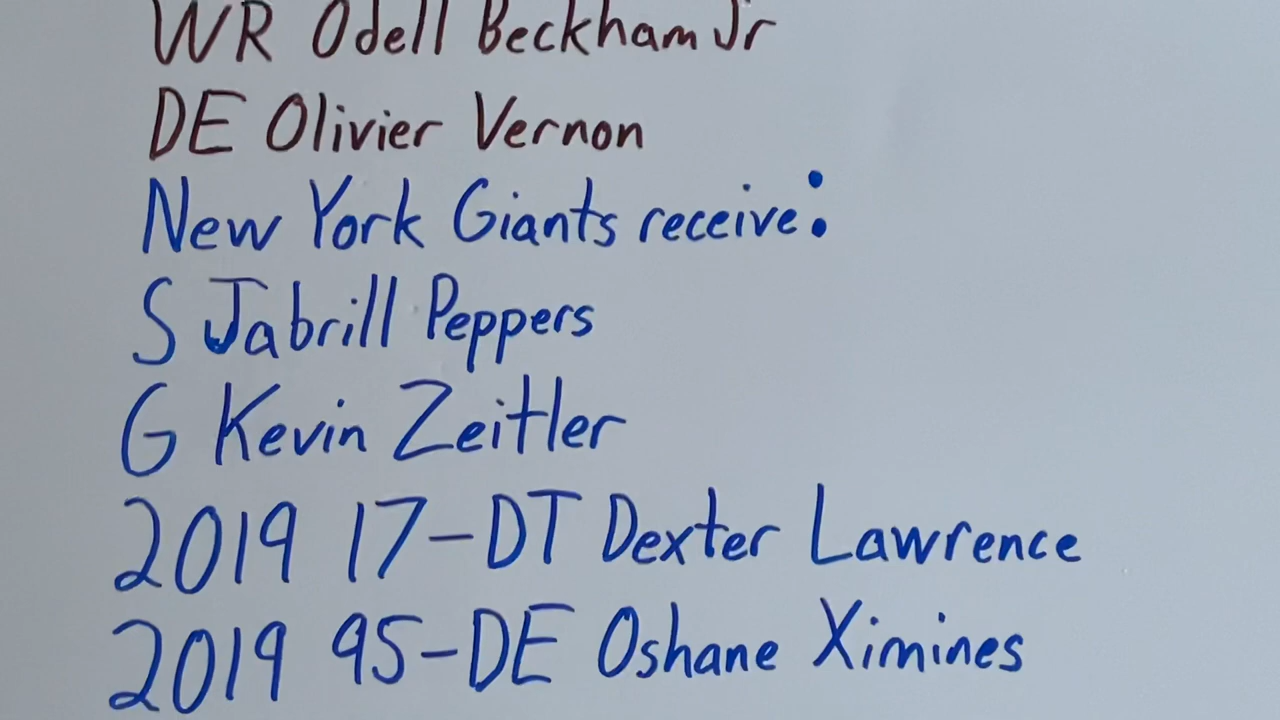 WR Odell Beckham Jr
DE Olivier Vernon
New York Giants receive:
S Jabrill Peppers
G Kevin Zeitler
2019 17-DT Dexter Lawrence
2019 95-DE Oshane Ximines